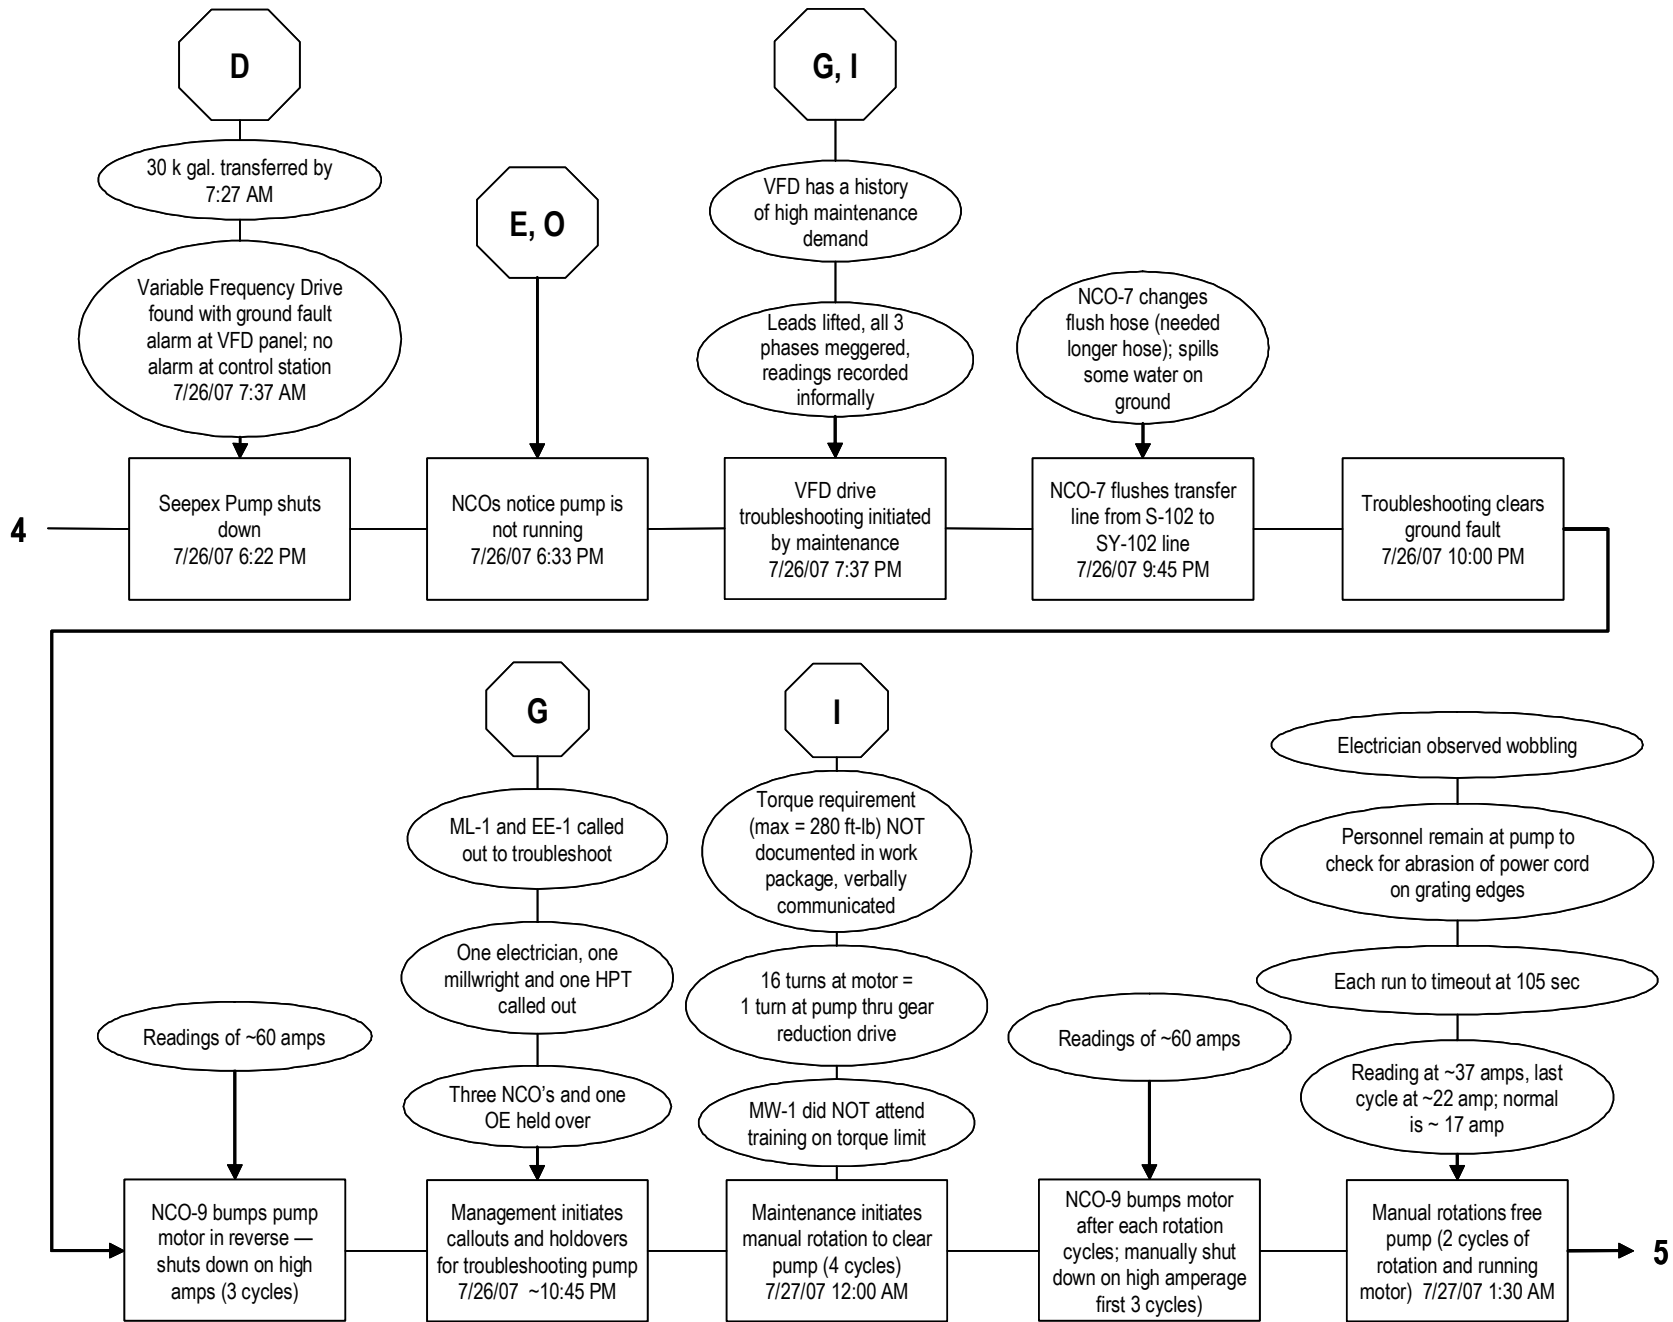 D
30 k gal. transferred by
7:27 AM
Variable Frequency Drive
found with ground fault
alarm at VFD panel; no
alarm at control station
7/26/07 7:37 AM
E, O
G, I
VFD has a history
of high maintenance
demand
Leads lifted, all 3
phases meggered,
readings recorded
informally
NCO-7 changes
flush hose (needed
longer hose); spills
some water on
ground
4
Seepex Pump shuts
down
7/26/07 6:22 PM
NCOs notice pump is
not running
7/26/07 6:33 PM
VFD drive
troubleshooting initiated
by maintenance
7/26/07 7:37 PM
NCO-7 flushes transfer
line from S-102 to
SY-102 line
7/26/07 9:45 PM
Troubleshooting clears
ground fault
7/26/07 10:00 PM
Readings of ~60 amps
G
ML-1 and EE-1 called
out to troubleshoot
One electrician, one
millwright and one HPT
called out
Three NCO's and one
OE held over
I
Torque requirement
(max = 280 ft-lb) NOT
documented in work
package, verbally
communicated
16 turns at motor =
1 turn at pump thru gear
reduction drive
MW-1 did NOT attend
training on torque limit
Readings of ~60 amps
Electrician observed wobbling
Personnel remain at pump to
check for abrasion of power cord
on grating edges
Each run to timeout at 105 sec
Reading at ~37 amps, last
cycle at ~22 amp; normal
is ~ 17 amp
NCO-9 bumps pump
motor in reverse —
shuts down on high
amps (3 cycles)
Management initiates
callouts and holdovers
for troubleshooting pump
7/26/07 ~10:45 PM
Maintenance initiates
manual rotation to clear
pump (4 cycles)
7/27/07 12:00 AM
NCO-9 bumps motor
after each rotation
cycles; manually shut
down on high amperage
first 3 cycles)
Manual rotations free
pump (2 cycles of
rotation and running
motor) 7/27/07 1:30 AM
5